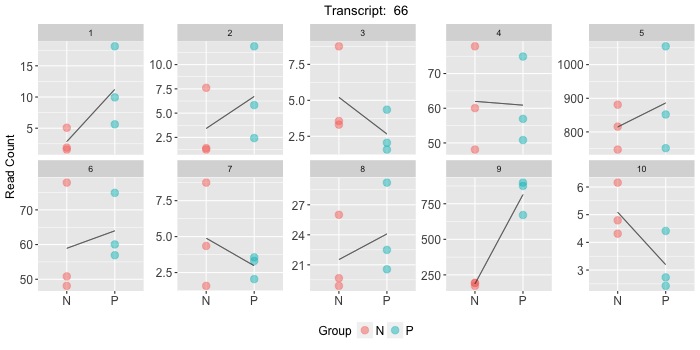 Transcript: 66
1 2 3 4 5
15 10.0 7.5 70 1000
10 7.5 5.0 60 900
5 5.0 2.5 50 800
2.5
Read Count
6 7 8 9 10
70 7.5 27 750 6
60 5.0 24 500 5
50 2.5 21 250 4
3
N P N P N P N P N P
Group N P